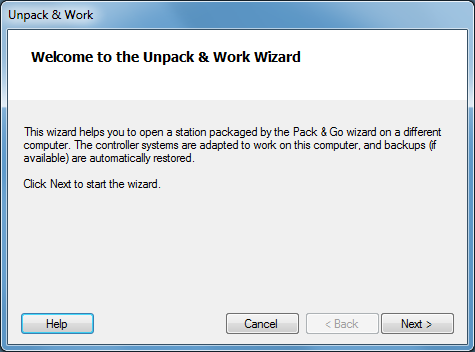 Unpack & Work
Welcome to the Unpack & Work Wizard
This wizard helps you to open a station packaged by the Pack & Go wizard on a different
computer. The controller systems are adapted to work on this computer, and backups (if
available) are automatically restored.
Click Next to start the wizard.
Help
Cancel
< Back
Next >